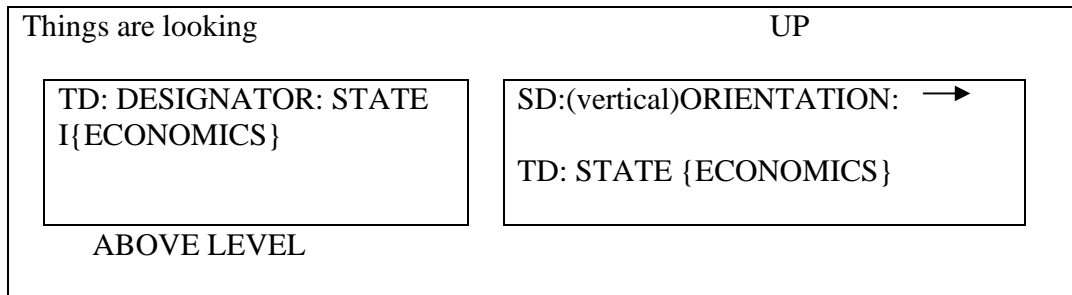 Things are looking UP
TD: DESIGNATOR: STATE
I{ECONOMICS}
SD:(vertical)ORIENTATION: →
TD: STATE {ECONOMICS}
ABOVE LEVEL